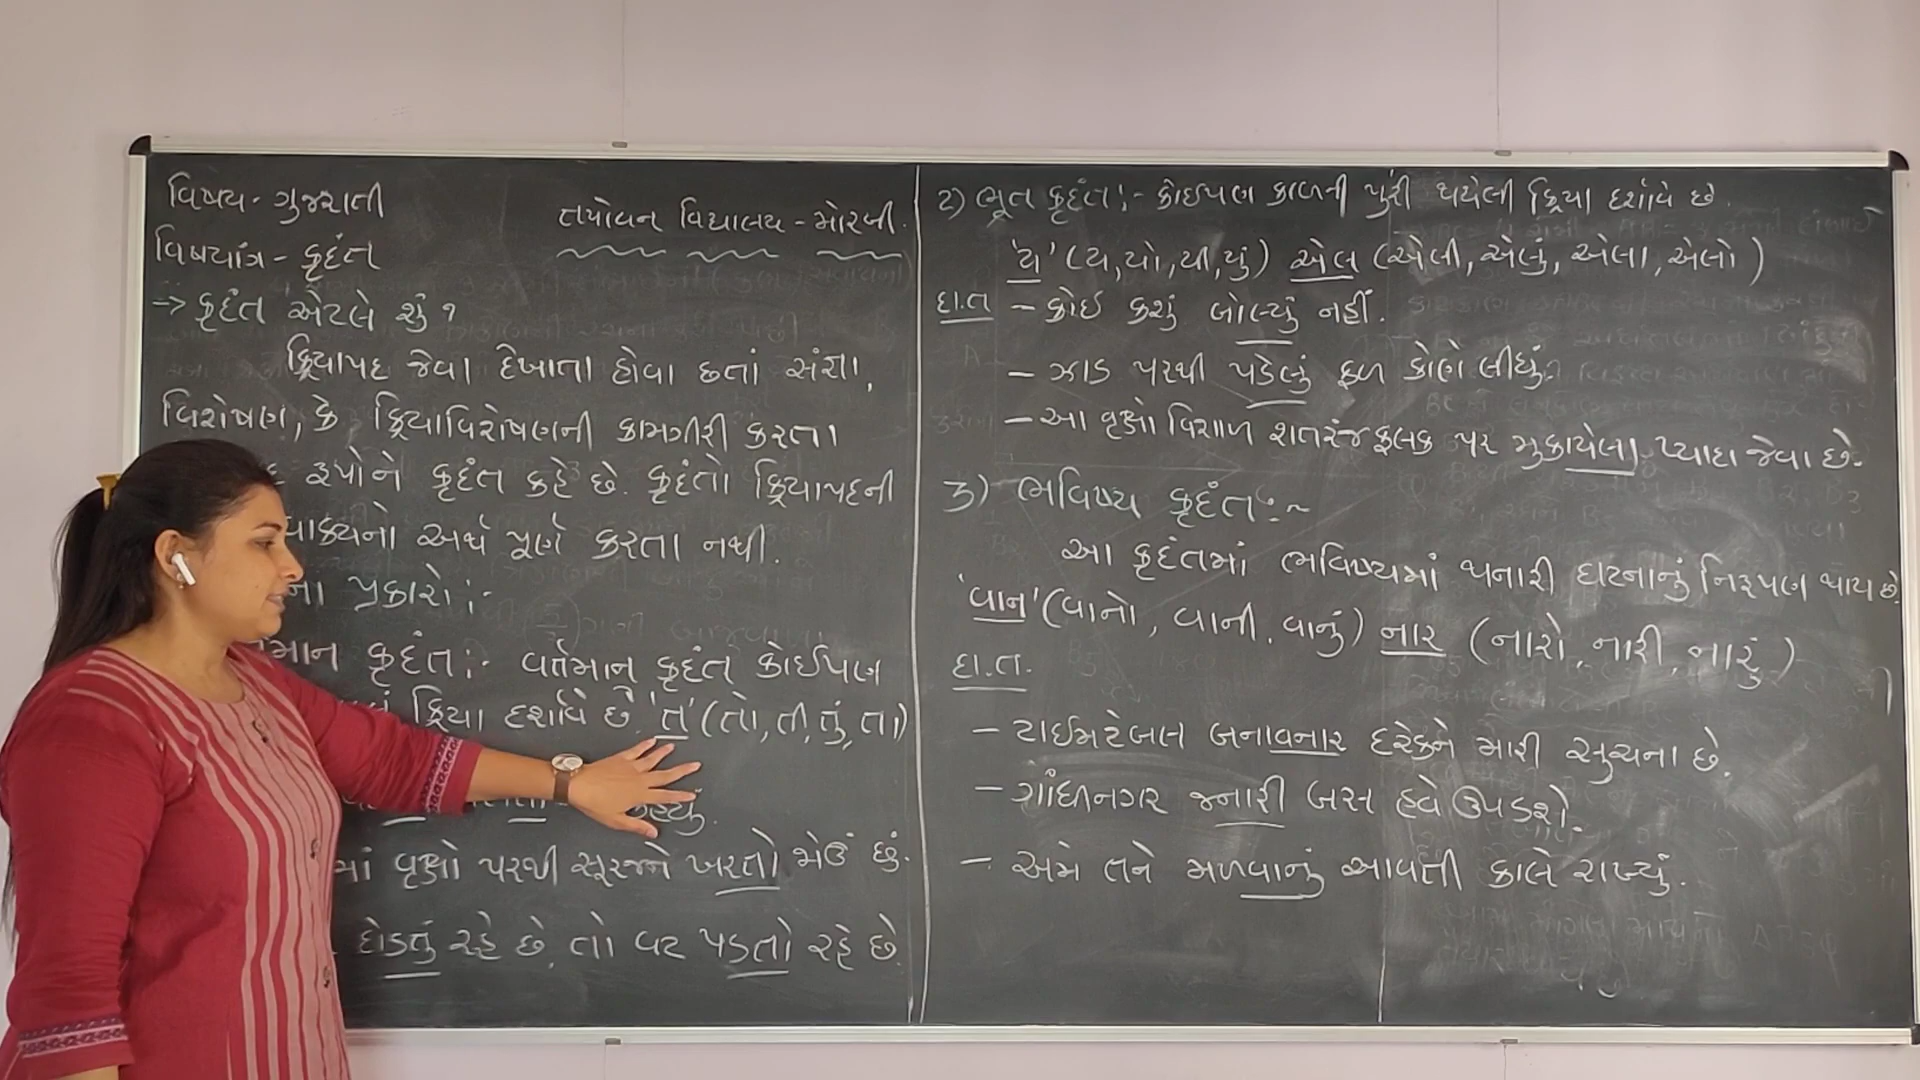 વિષય - ગુજરાતી
તપોવન વિદ્યાલય - મોરબી.
વિષયાંગ - કૃદંત
→ કૃદંત એટલે શું ?
ક્રિયાપદ જેવા દેખાતા હોવા છતાં સંજ્ઞા,
વિશેષણ, કે ક્રિયાવિશેષણની કામગીરી કરતા
રૂપોને કૃદંત કહે છે. કૃદંતો ક્રિયાપદની
વાક્યનો અર્થ પૂર્ણ કરતા નથી.
ના પ્રકારો :-
માન કૃદંત :- વર્તમાન કૃદંત કોઈપણ
ક્રિયા દર્શાવે છે. 'ત' (તો, તી, તું, તા)
માં વૃક્ષો પરથી સૂરજને ખરતો જોઉં છું.
દોડતું રહે છે, તો વટ પડતો રહે છે.
૨) ભૂત કૃદંત :- કોઈપણ કાળની પુરી થયેલી ક્રિયા દર્શાવે છે.
'ય' (ય, યો, યી, યું) એલ (એલી, એલું, એલા, એલો)
દા.ત - કોઈ કશું બોલ્યું નહીં.
- ઝાડ પરથી પડેલું ફળ કોણે લીધું?
- આ વૃક્ષો વિશાળ શતરંજ ફલક પર મુકાયેલા પ્યાદા જેવા છે.
૩) ભવિષ્ય કૃદંત :-
આ કૃદંતમાં ભવિષ્યમાં થનારી ઘટનાનું નિરૂપણ થાય છે.
'વાન' (વાનો, વાની, વાનું) નાર (નારો, નારી, નારું)
દા.ત.
- ટાઈમટેબલ બનાવનાર દરેકને મારી સુચના છે.
- ગાંધીનગર જનારી બસ હવે ઉપડશે.
- અમે તને મળવાનું આવતી કાલે રાખ્યું.